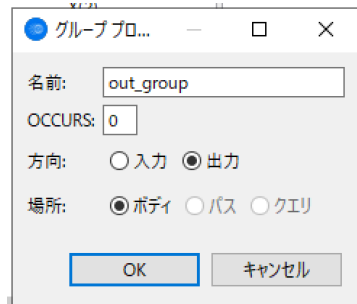 グループ プロ...
名前: out_group
OCCURS: 0
方向: 入力 出力
場所: ボディ パス クエリ
OK キャンセル